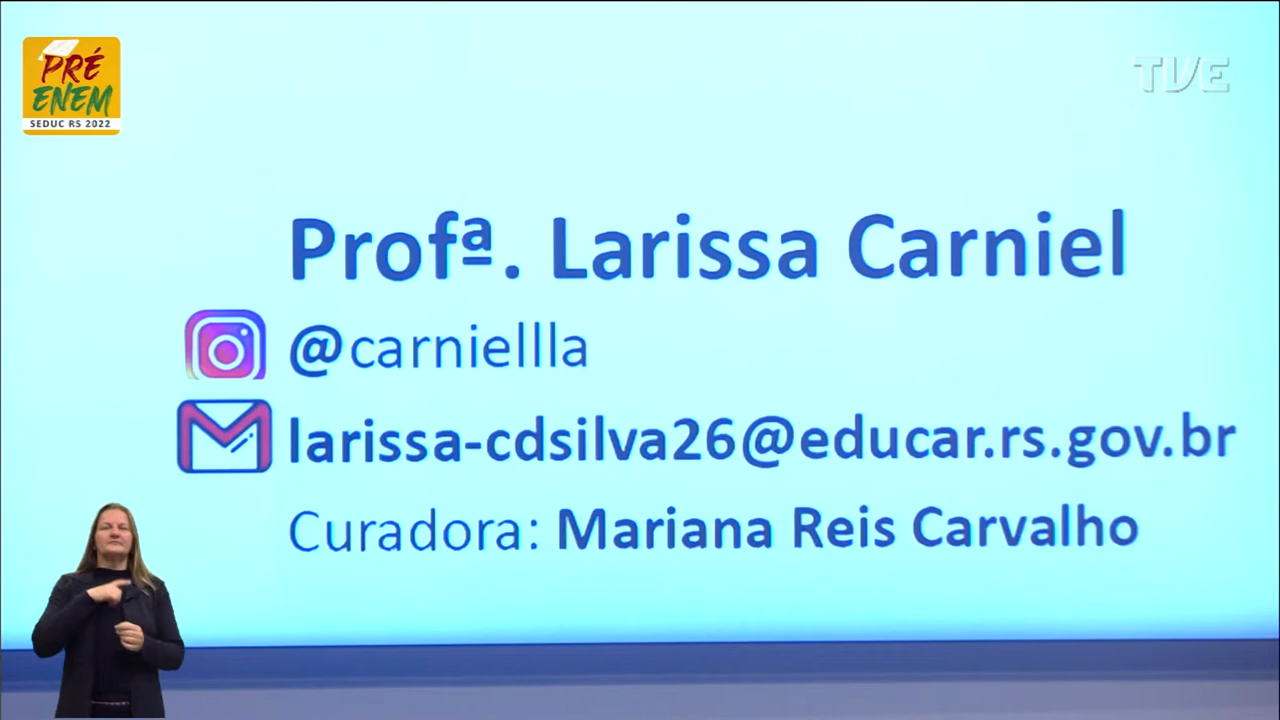 PRÉ
ENEM
SEDUC RS 2022
TVE
Profª. Larissa Carniel
@carniellla
larissa-cdsilva26@educar.rs.gov.br
Curadora: Mariana Reis Carvalho